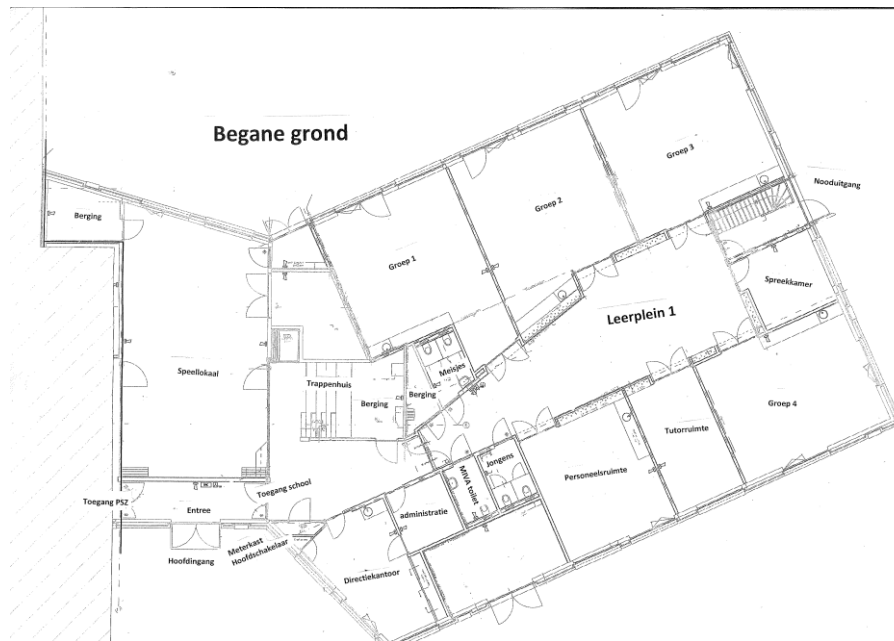 Begane grond
Groep 3
Nooduitgang
Berging
Groep 2
Groep 1
Spreekkamer
Leerplein 1
Speellokaal
Meisjes
Trappenhuis
Berging
Berging
Groep 4
Tutorruimte
Jongens
Personeelsruimte
MIVA toilet
Toegang school
Toegang PSZ
Entree
administratie
Meterkast
Hoofdschakelaar
Hoofdingang
Directiekantoor